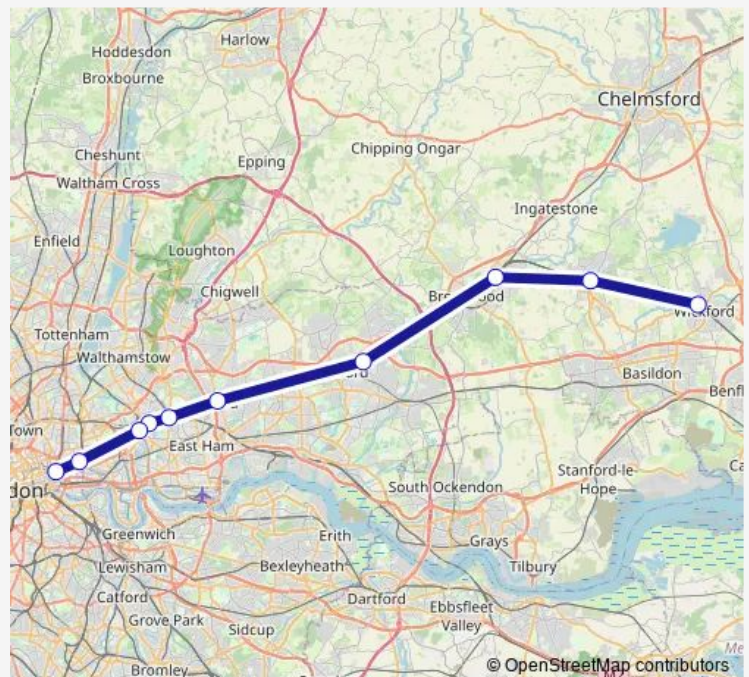 Hoddesdon
Harlow
Broxbourne
Chelmsford
Cheshunt
Epping
Chipping Ongar
Waltham Cross
Ingatestone
Enfield
Loughton
Chigwell
Tottenham
Walthamstow
Basildon
Benfl
Town
East Ham
Stanford-le-
Hope
South Ockendon
don
Greenwich
Erith
Grays
Lewisham
Bexleyheath
Tilbury
Catford
Dartford
Ebbsfleet
Valley
Grove Park
Sidcup
Bromley
© OpenStreetMap contributors